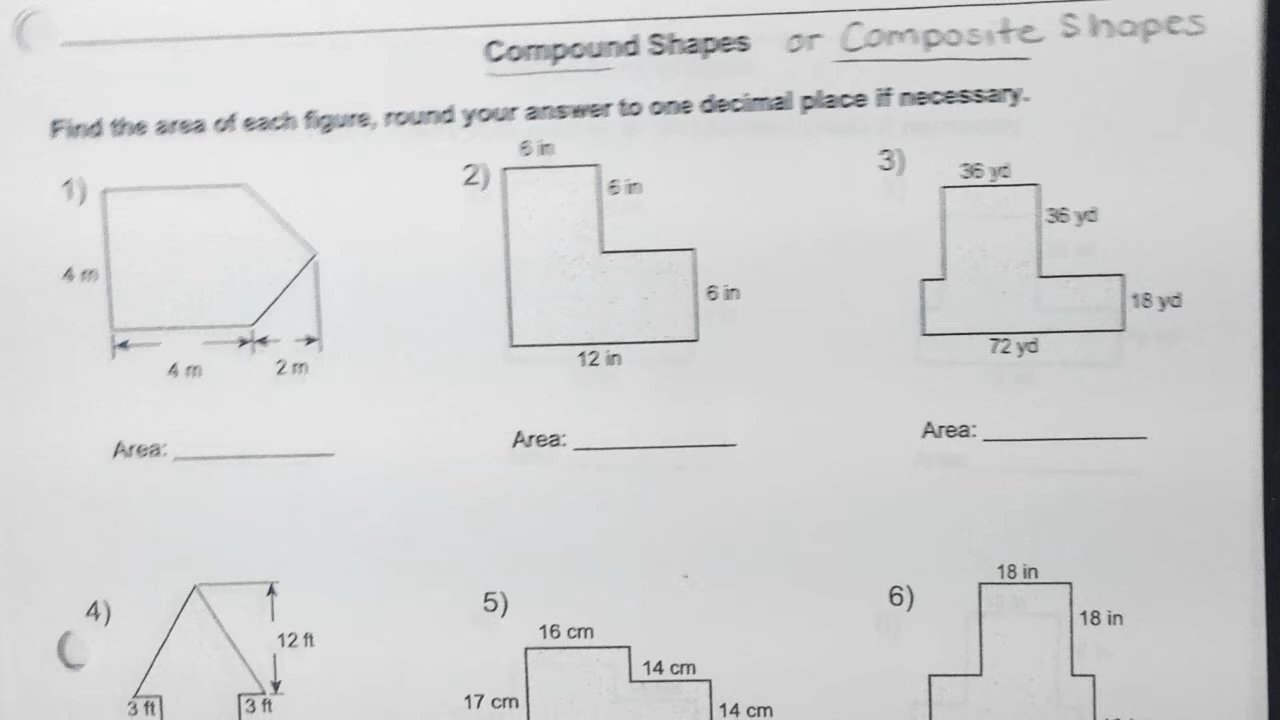 Compound Shapes or Composite Shapes
Find the area of each figure, round your answer to one decimal place if necessary.
1)
4 m
4 m
2 m
Area:
2)
6 in
6 in
6 in
12 in
Area:
3)
36 yd
36 yd
18 yd
72 yd
Area:
4)
12 ft
3 ft
3 ft
5)
16 cm
14 cm
17 cm
14 cm
6)
18 in
18 in